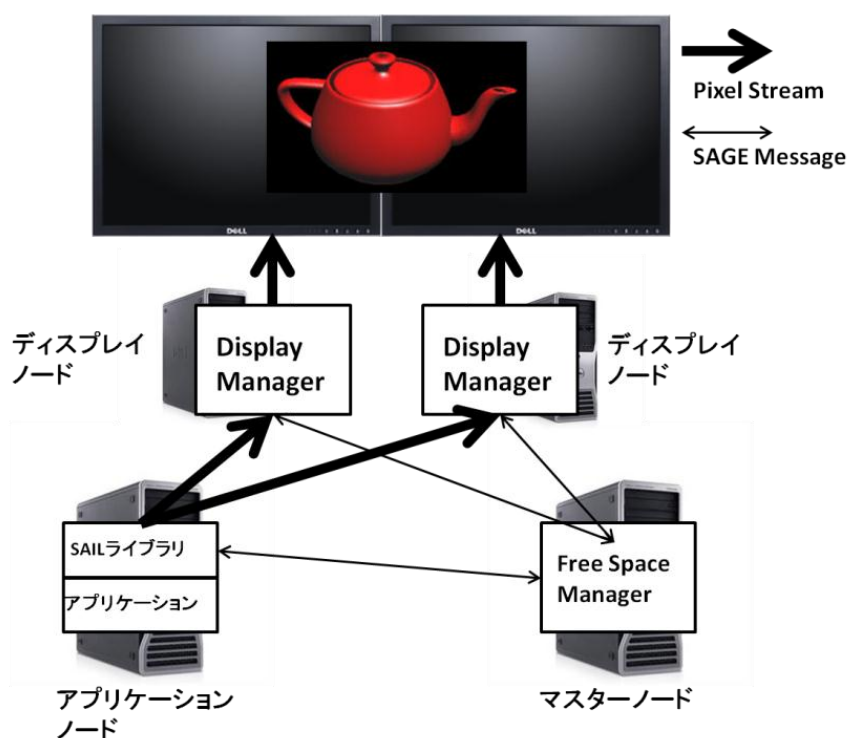 DELL
DELL
Pixel Stream
SAGE Message
ディスプレイ
ノード
Display
Manager
Display
Manager
ディスプレイ
ノード
SAILライブラリ
アプリケーション
Free Space
Manager
アプリケーション
ノード
マスターノード